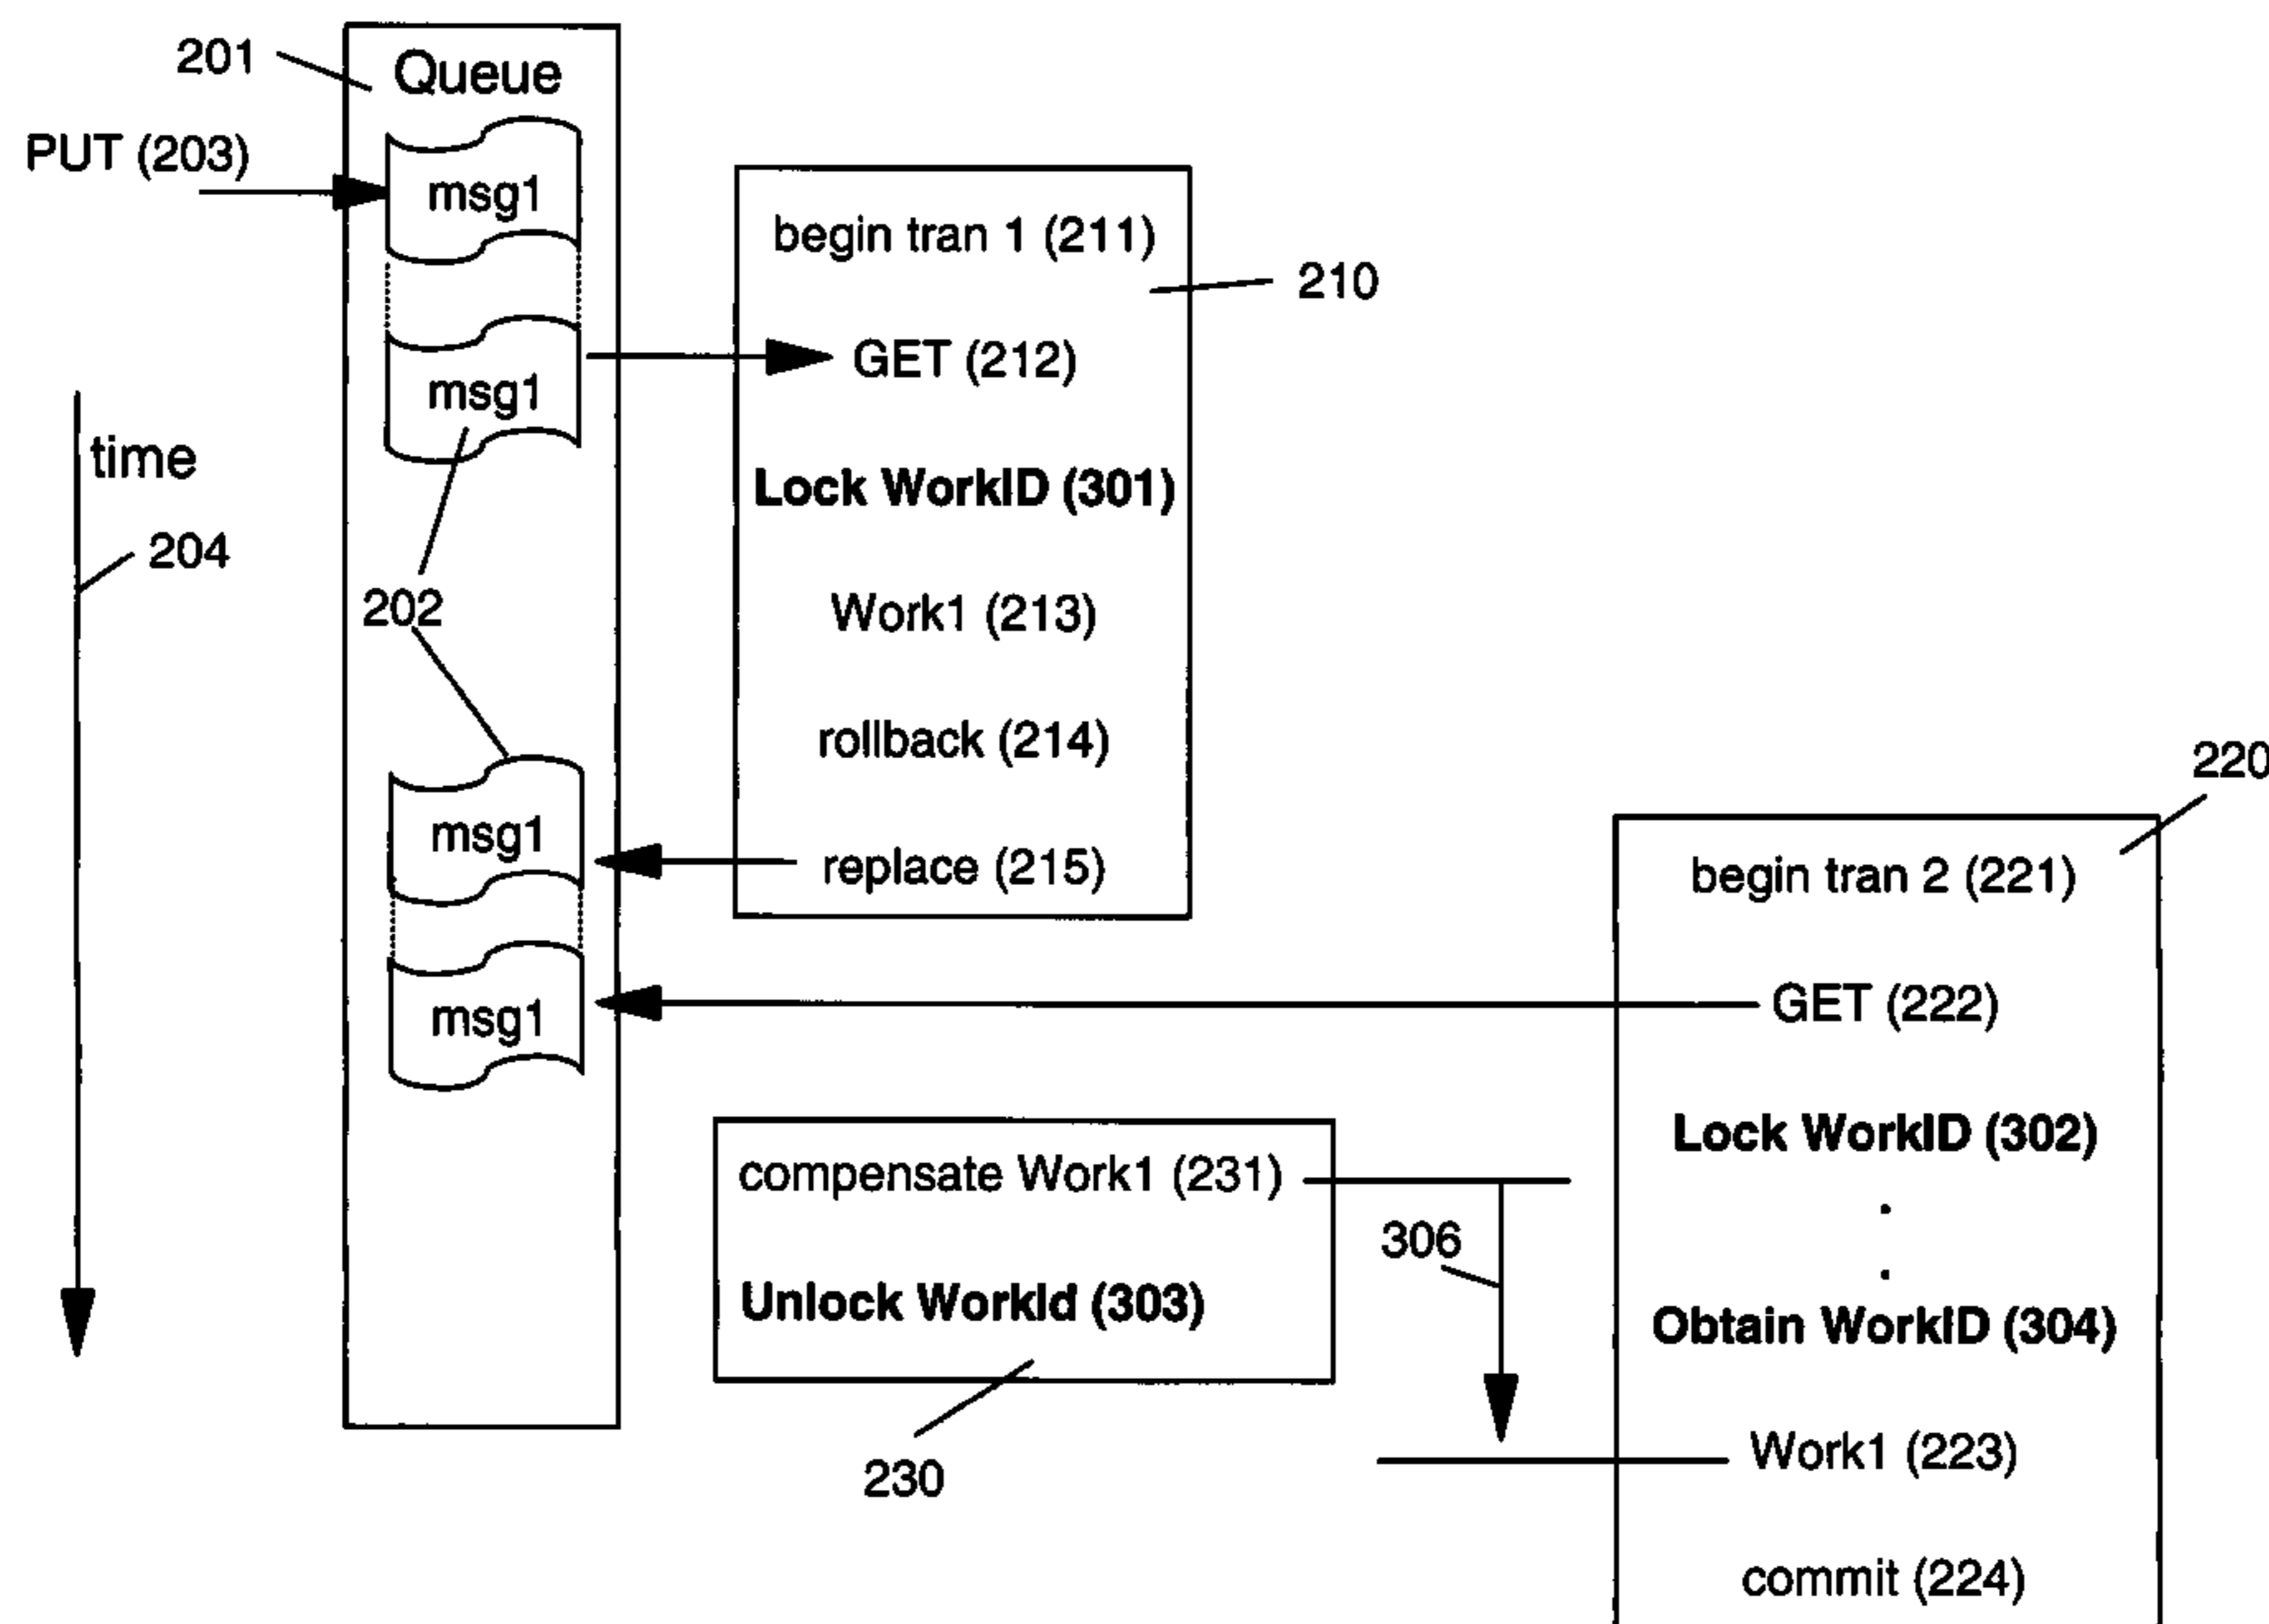 201
Queue
PUT (203)
msg1
begin tran 1 (211)
210
GET (212)
msg1
time
Lock WorkID (301)
204
202
Work1 (213)
rollback (214)
220
msg1
replace (215)
begin tran 2 (221)
GET (222)
msg1
Lock WorkID (302)
compensate Work1 (231)
.
306
.
Unlock WorkId (303)
Obtain WorkID (304)
Work1 (223)
230
commit (224)